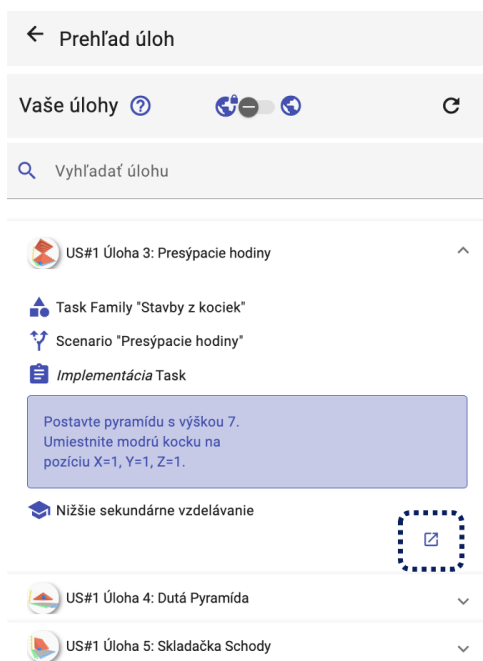 Prehľad úloh
Vaše úlohy
Vyhľadať úlohu
US#1 Úloha 3: Presýpacie hodiny
Task Family "Stavby z kociek"
Scenario "Presýpacie hodiny"
Implementácia Task
Postavte pyramídu s výškou 7.
Umiestnite modrú kocku na
pozíciu X=1, Y=1, Z=1.
Nižšie sekundárne vzdelávanie
US#1 Úloha 4: Dutá Pyramída
US#1 Úloha 5: Skladačka Schody